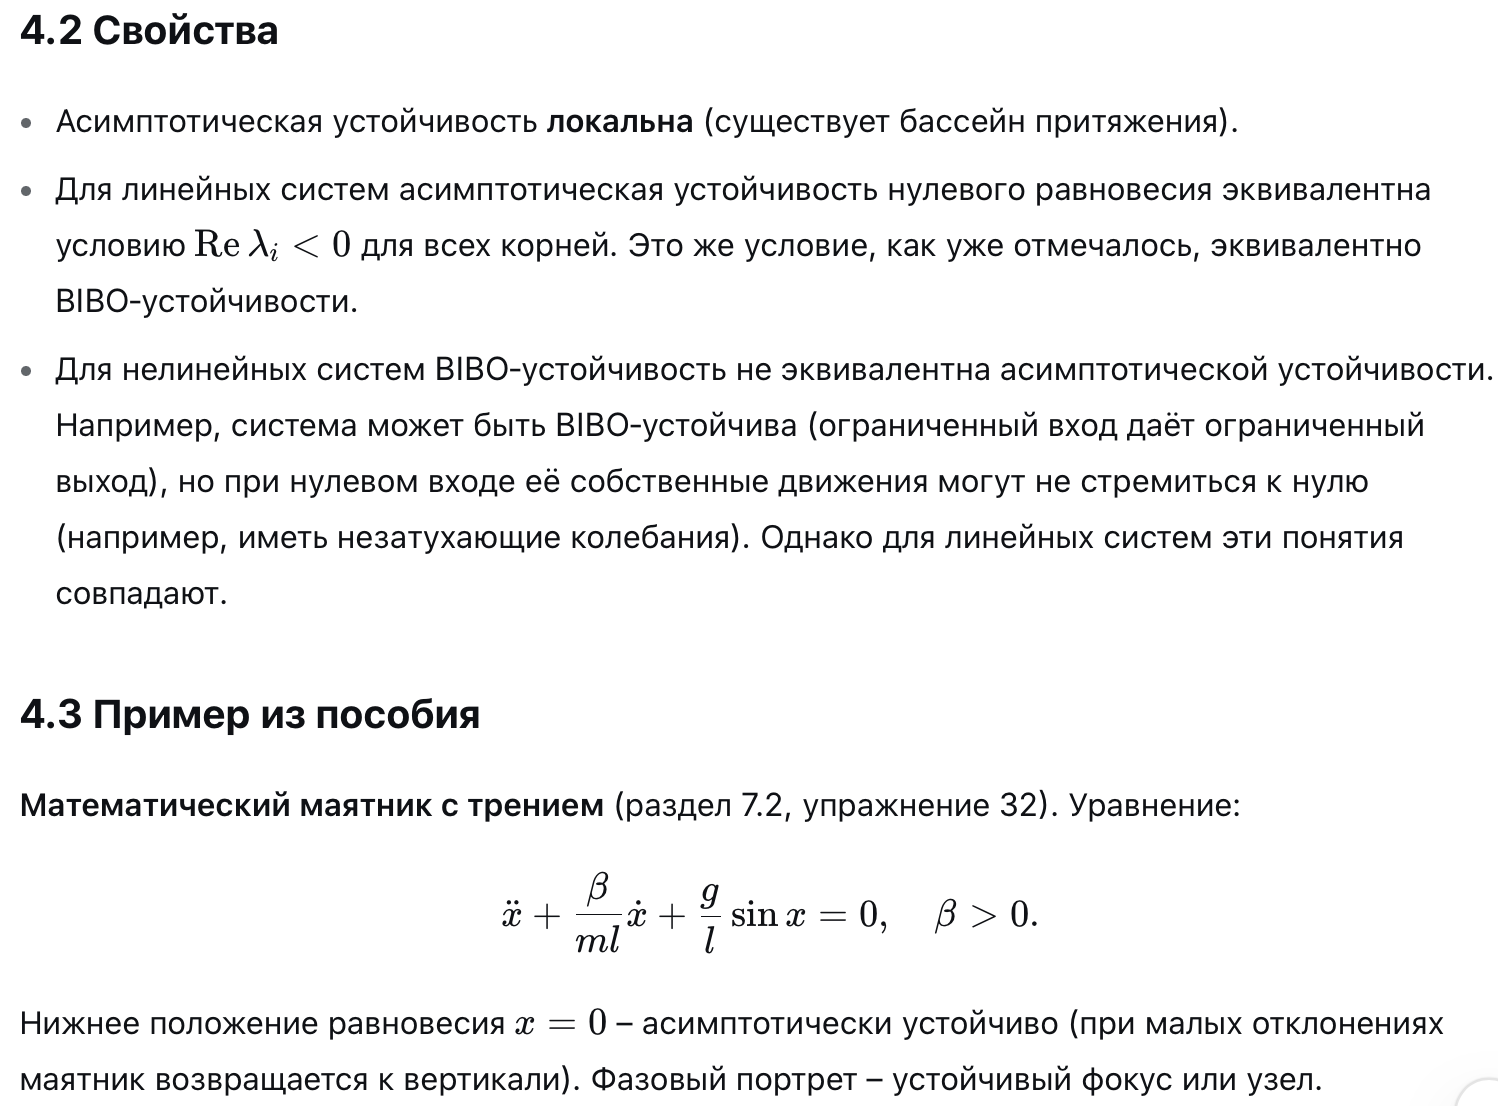 4.2 Свойства
• Асимптотическая устойчивость локальна (существует бассейн притяжения).
• Для линейных систем асимптотическая устойчивость нулевого равновесия эквивалентна
условию Re λᵢ < 0 для всех корней. Это же условие, как уже отмечалось, эквивалентно
BIBO-устойчивости.
• Для нелинейных систем BIBO-устойчивость не эквивалентна асимптотической устойчивости.
Например, система может быть BIBO-устойчива (ограниченный вход даёт ограниченный
выход), но при нулевом входе её собственные движения могут не стремиться к нулю
(например, иметь незатухающие колебания). Однако для линейных систем эти понятия
совпадают.
4.3 Пример из пособия
Математический маятник с трением (раздел 7.2, упражнение 32). Уравнение:
ẍ + β/(ml) ẋ + g/l sin x = 0, β > 0.
Нижнее положение равновесия x = 0 – асимптотически устойчиво (при малых отклонениях
маятник возвращается к вертикали). Фазовый портрет – устойчивый фокус или узел.